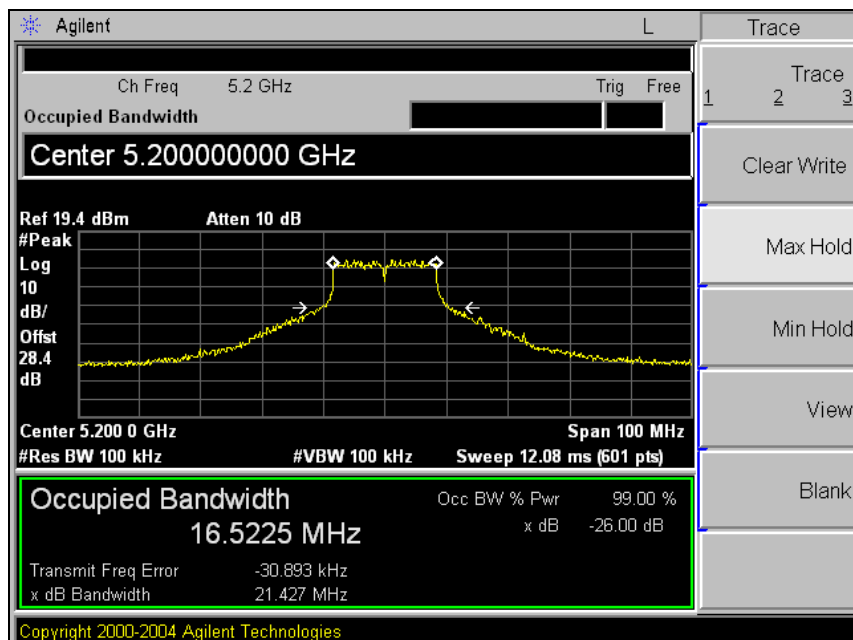 Agilent L Trace
Ch Freq 5.2 GHz Trig Free
Occupied Bandwidth
Center 5.200000000 GHz
Ref 19.4 dBm Atten 10 dB
#Peak
Log
10
dB/
Offst
28.4
dB
Center 5.200 0 GHz Span 100 MHz
#Res BW 100 kHz #VBW 100 kHz Sweep 12.08 ms (601 pts)
Occupied Bandwidth
16.5225 MHz
Occ BW % Pwr 99.00 %
x dB -26.00 dB
Transmit Freq Error -30.893 kHz
x dB Bandwidth 21.427 MHz
Copyright 2000-2004 Agilent Technologies
Trace
1 2 3
Clear Write
Max Hold
Min Hold
View
Blank